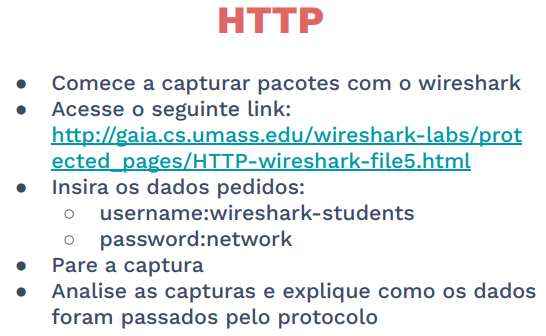 HTTP
● Comece a capturar pacotes com o wireshark
● Acesse o seguinte link:
http://gaia.cs.umass.edu/wireshark-labs/prot
ected_pages/HTTP-wireshark-file5.html
● Insira os dados pedidos:
○ username:wireshark-students
○ password:network
● Pare a captura
● Analise as capturas e explique como os dados
foram passados pelo protocolo